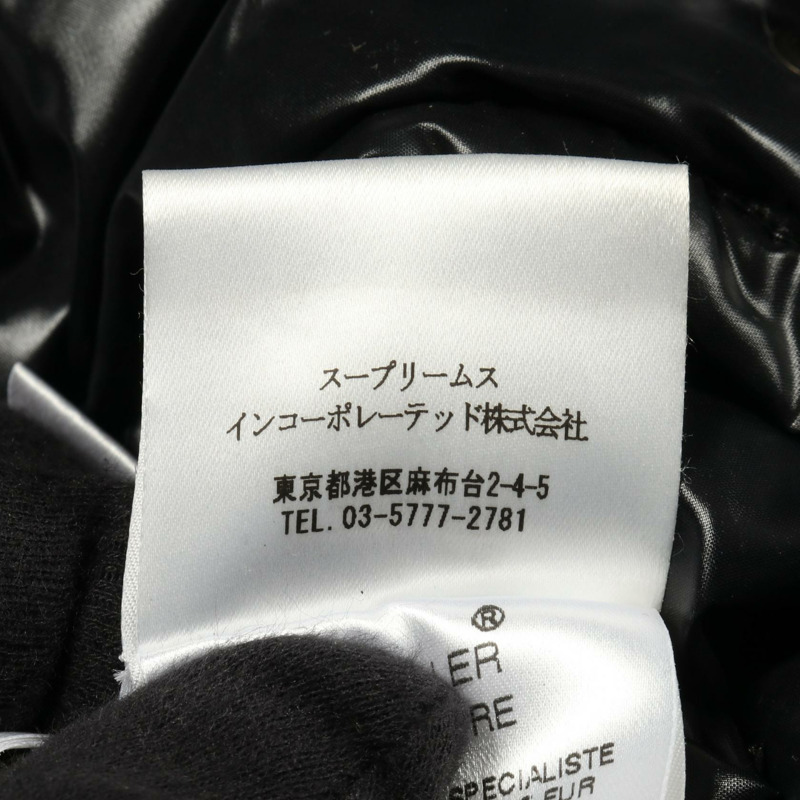 スープリームス
インコーポレーテッド株式会社
東京都港区麻布台2-4-5
TEL. 03-5777-2781
®
LER
RE
SPECIALISTE